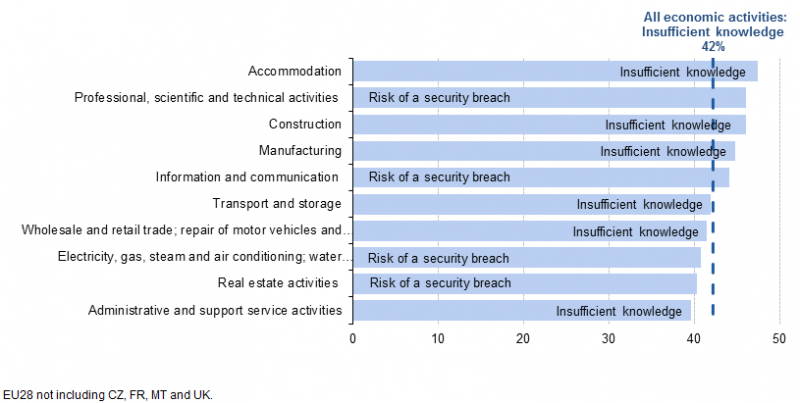 All economic activities:
Insufficient knowledge
42%
Accommodation Insufficient knowledge
Professional, scientific and technical activities Risk of a security breach
Construction Insufficient knowledge
Manufacturing Insufficient knowledge
Information and communication Risk of a security breach
Transport and storage Insufficient knowledge
Wholesale and retail trade; repair of motor vehicles and... Insufficient knowledge
Electricity, gas, steam and air conditioning; water... Risk of a security breach
Real estate activities Risk of a security breach
Administrative and support service activities Insufficient knowledge
0 10 20 30 40 50
EU28 not including CZ, FR, MT and UK.